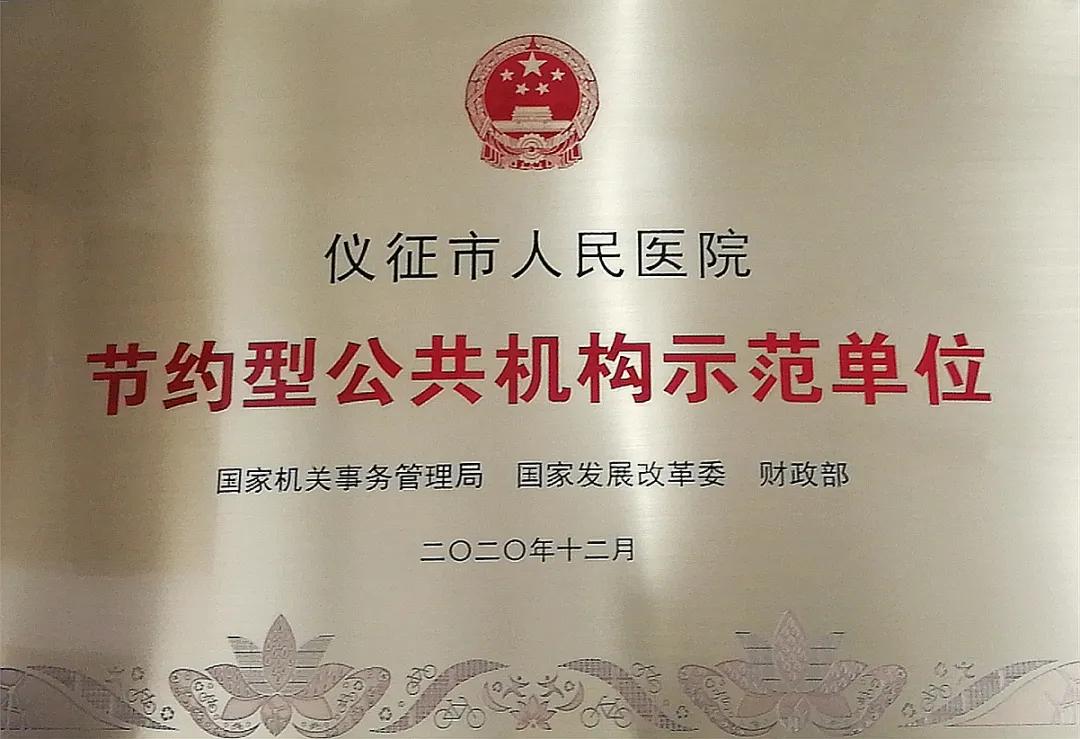 仪征市人民医院
节约型公共机构示范单位
国家机关事务管理局 国家发展改革委 财政部
二〇二〇年十二月